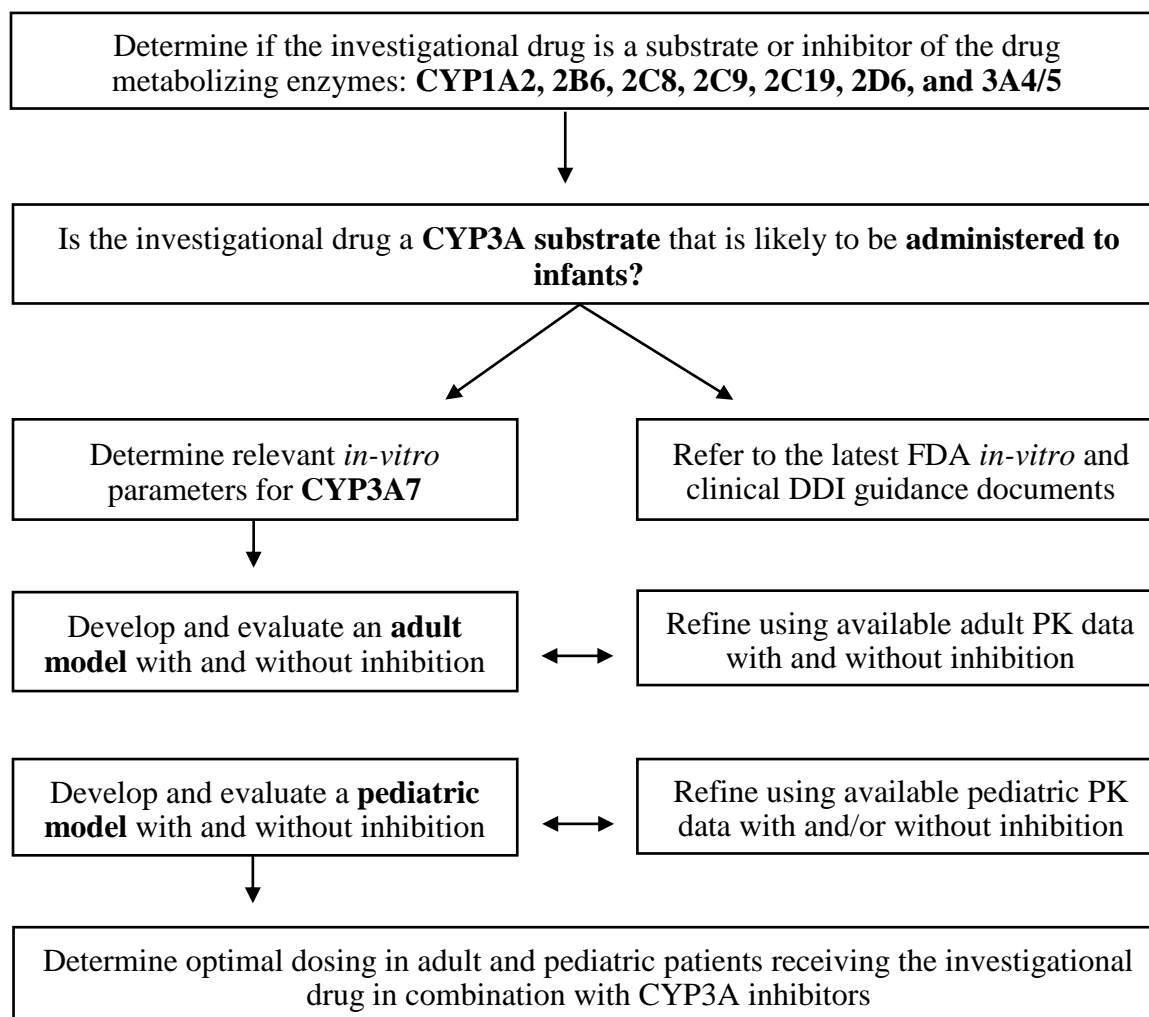 Determine if the investigational drug is a substrate or inhibitor of the drug
metabolizing enzymes: CYP1A2, 2B6, 2C8, 2C9, 2C19, 2D6, and 3A4/5
Is the investigational drug a CYP3A substrate that is likely to be administered to
infants?
Determine relevant in-vitro
parameters for CYP3A7
Refer to the latest FDA in-vitro and
clinical DDI guidance documents
Develop and evaluate an adult
model with and without inhibition
Refine using available adult PK data
with and without inhibition
Develop and evaluate a pediatric
model with and without inhibition
Refine using available pediatric PK
data with and/or without inhibition
Determine optimal dosing in adult and pediatric patients receiving the investigational
drug in combination with CYP3A inhibitors